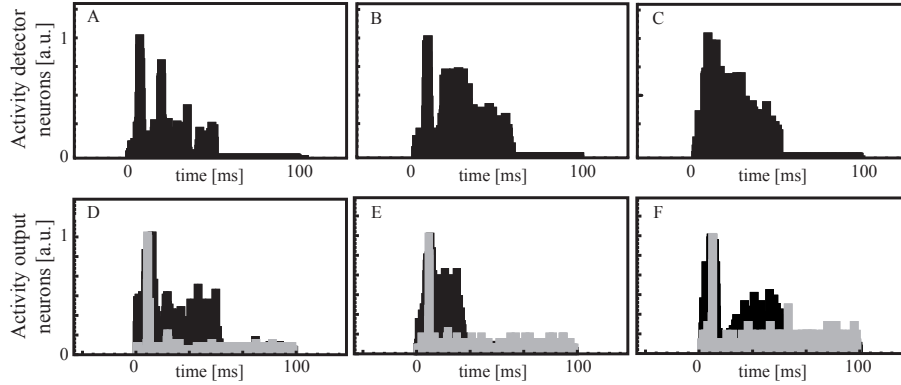 Activity detector
neurons [a.u.]
1
0
A
0
100
time [ms]
B
0
100
time [ms]
C
0
100
time [ms]
Activity output
neurons [a.u.]
1
0
D
0
100
time [ms]
E
0
100
time [ms]
F
0
100
time [ms]